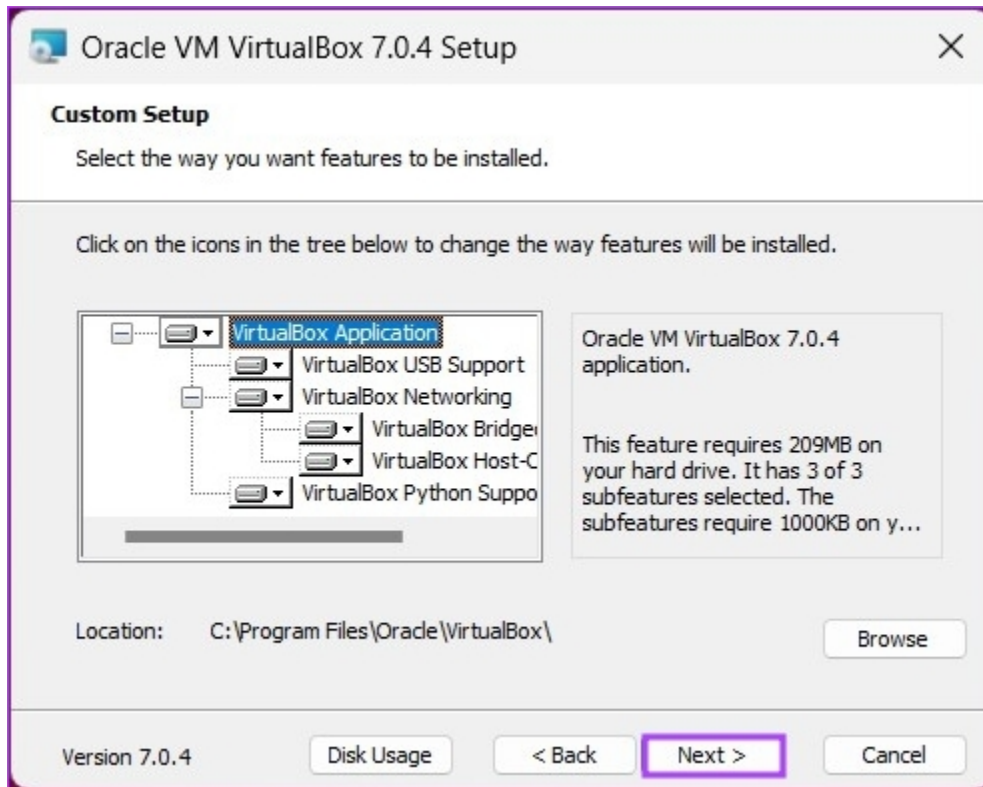 Oracle VM VirtualBox 7.0.4 Setup
Custom Setup
Select the way you want features to be installed.
Click on the icons in the tree below to change the way features will be installed.
VirtualBox Application
VirtualBox USB Support
VirtualBox Networking
VirtualBox Bridge
VirtualBox Host-C
VirtualBox Python Suppo
Oracle VM VirtualBox 7.0.4
application.
This feature requires 209MB on
your hard drive. It has 3 of 3
subfeatures selected. The
subfeatures require 1000KB on y...
Location: C:\Program Files\Oracle\VirtualBox\
Browse
Version 7.0.4 Disk Usage < Back Next > Cancel